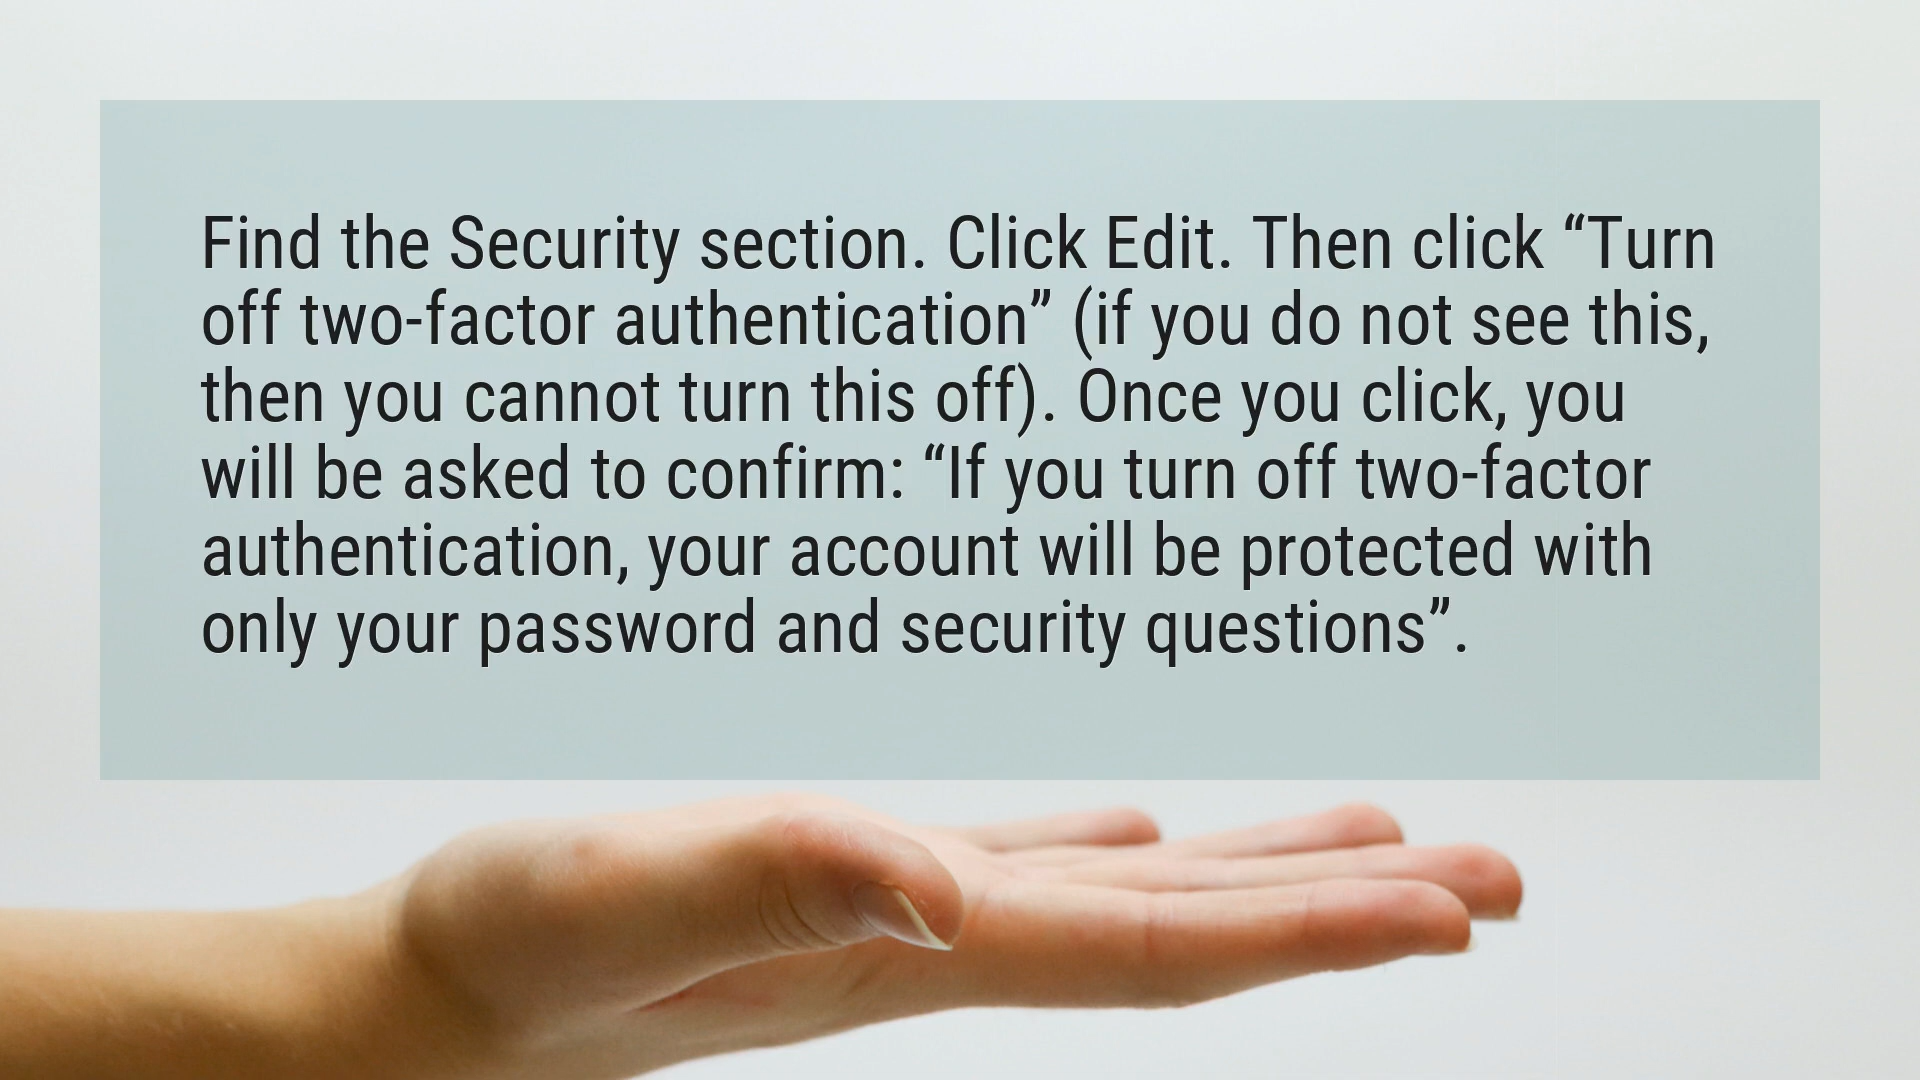 Find the Security section. Click Edit. Then click “Turn
off two-factor authentication” (if you do not see this,
then you cannot turn this off). Once you click, you
will be asked to confirm: “If you turn off two-factor
authentication, your account will be protected with
only your password and security questions”.